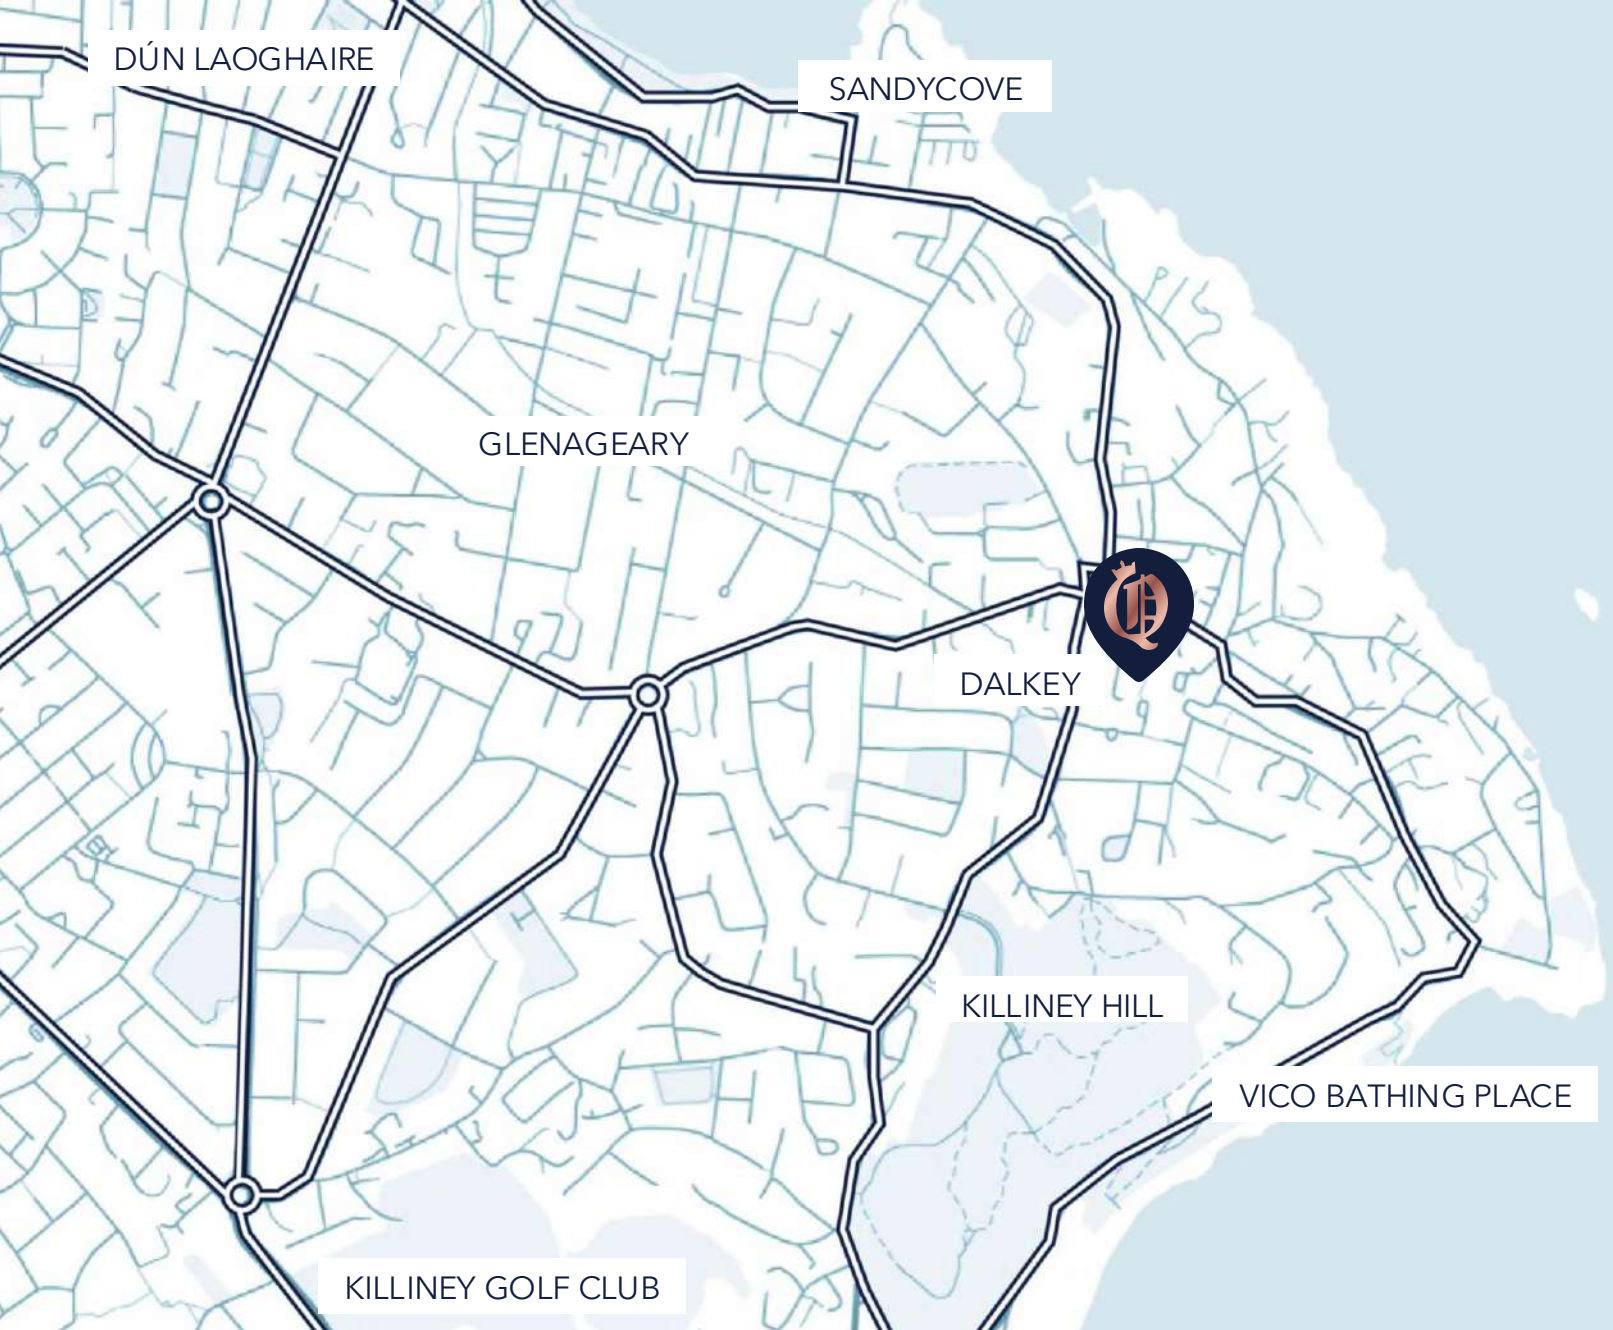 DÚN LAOGHAIRE
SANDYCOVE
GLENAGEARY
Q
DALKEY
KILLINEY HILL
VICO BATHING PLACE
KILLINEY GOLF CLUB